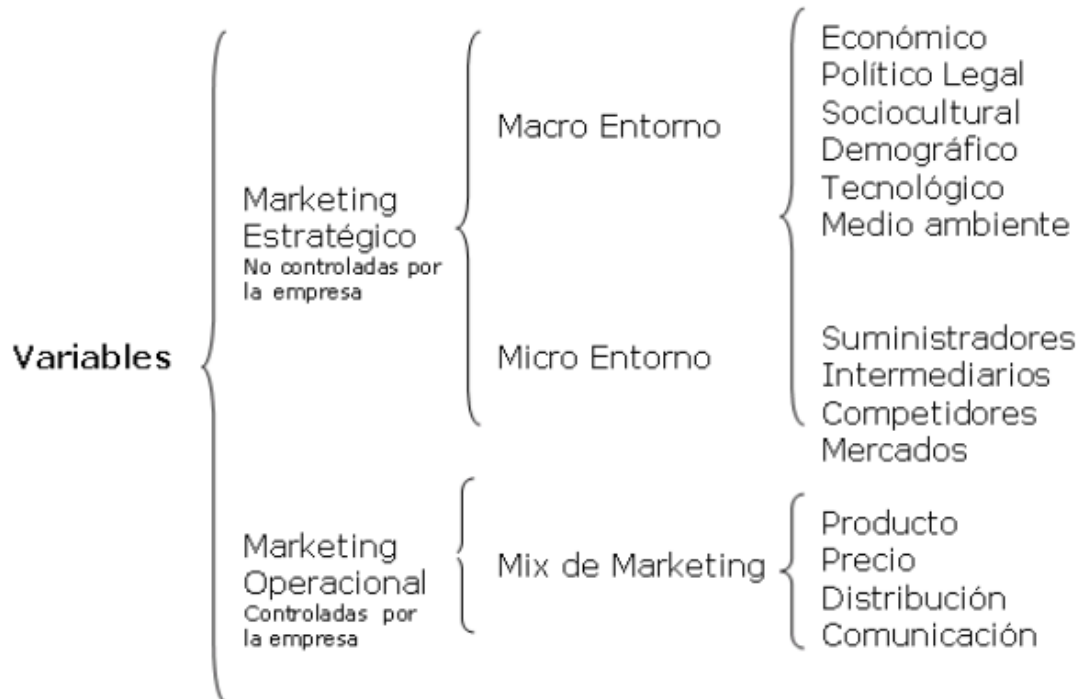 Variables
Marketing
Estratégico
No controladas por
la empresa
Macro Entorno
Económico
Político Legal
Sociocultural
Demográfico
Tecnológico
Medio ambiente
Micro Entorno
Suministradores
Intermediarios
Competidores
Mercados
Marketing
Operacional
Controladas por
la empresa
Mix de Marketing
Producto
Precio
Distribución
Comunicación